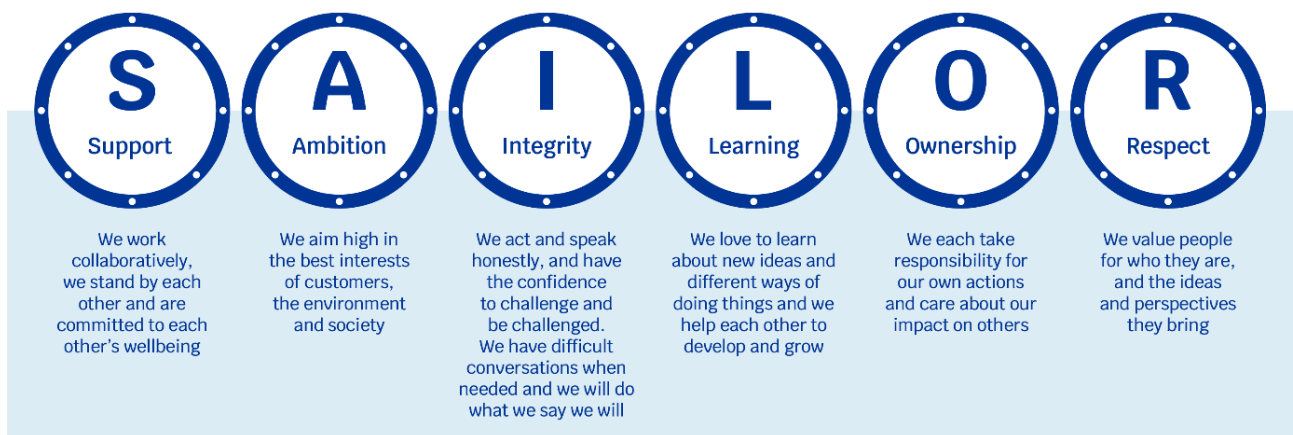 S
Support
We work
collaboratively,
we stand by each
other and are
committed to each
other's wellbeing
A
Ambition
We aim high in
the best interests
of customers,
the environment
and society
I
Integrity
We act and speak
honestly, and have
the confidence
to challenge and
be challenged.
We have difficult
conversations when
needed and we will do
what we say we will
L
Learning
We love to learn
about new ideas and
different ways of
doing things and we
help each other to
develop and grow
O
Ownership
We each take
responsibility for
our own actions
and care about our
impact on others
R
Respect
We value people
for who they are,
and the ideas
and perspectives
they bring